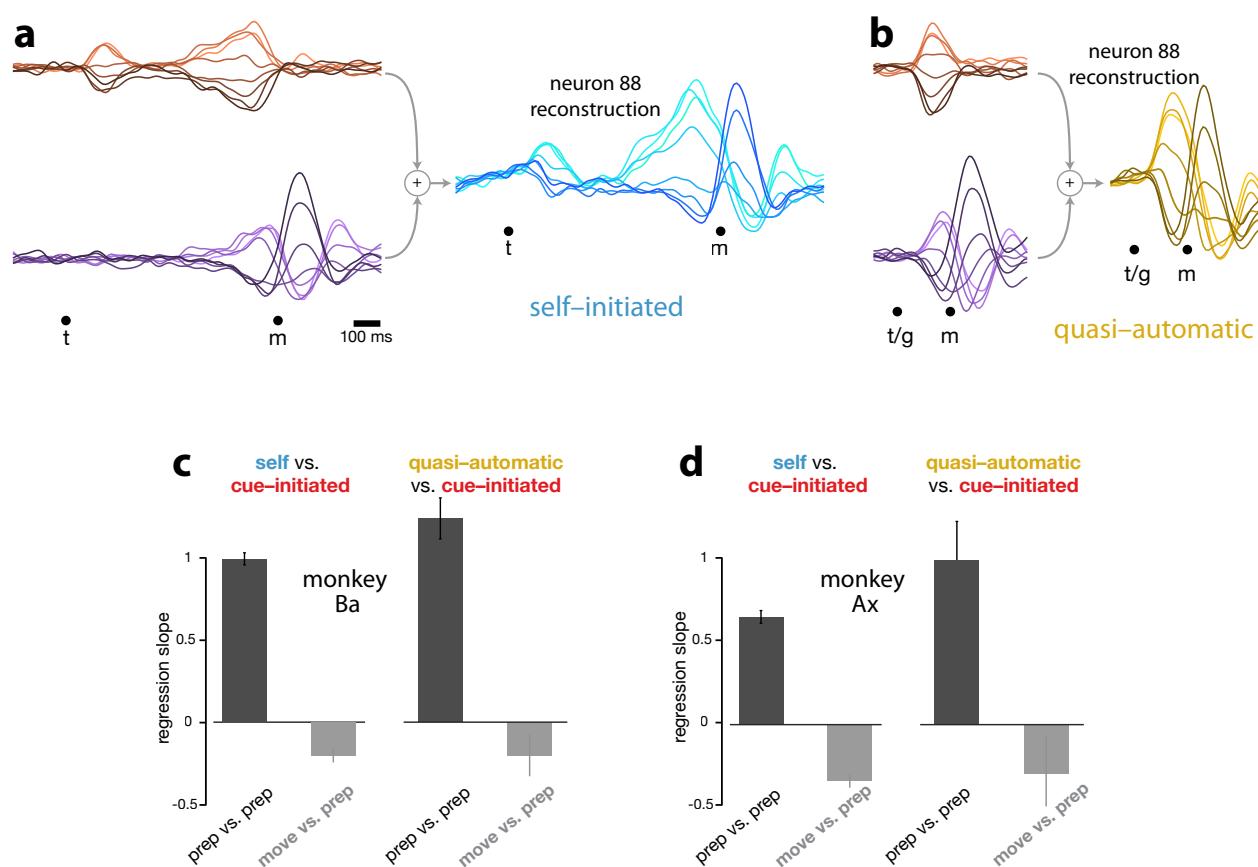 a
neuron 88
reconstruction
+
t
m
t
m
100 ms
self–initiated
b
neuron 88
reconstruction
+
t/g
m
t/g
m
quasi–automatic
c
self vs.
cue–initiated
quasi–automatic
vs. cue–initiated
monkey
Ba
regression slope
1
0.5
0
-0.5
prep vs. prep
move vs. prep
prep vs. prep
move vs. prep
d
self vs.
cue–initiated
quasi–automatic
vs. cue–initiated
monkey
Ax
regression slope
1
0.5
0
-0.5
prep vs. prep
move vs. prep
prep vs. prep
move vs. prep